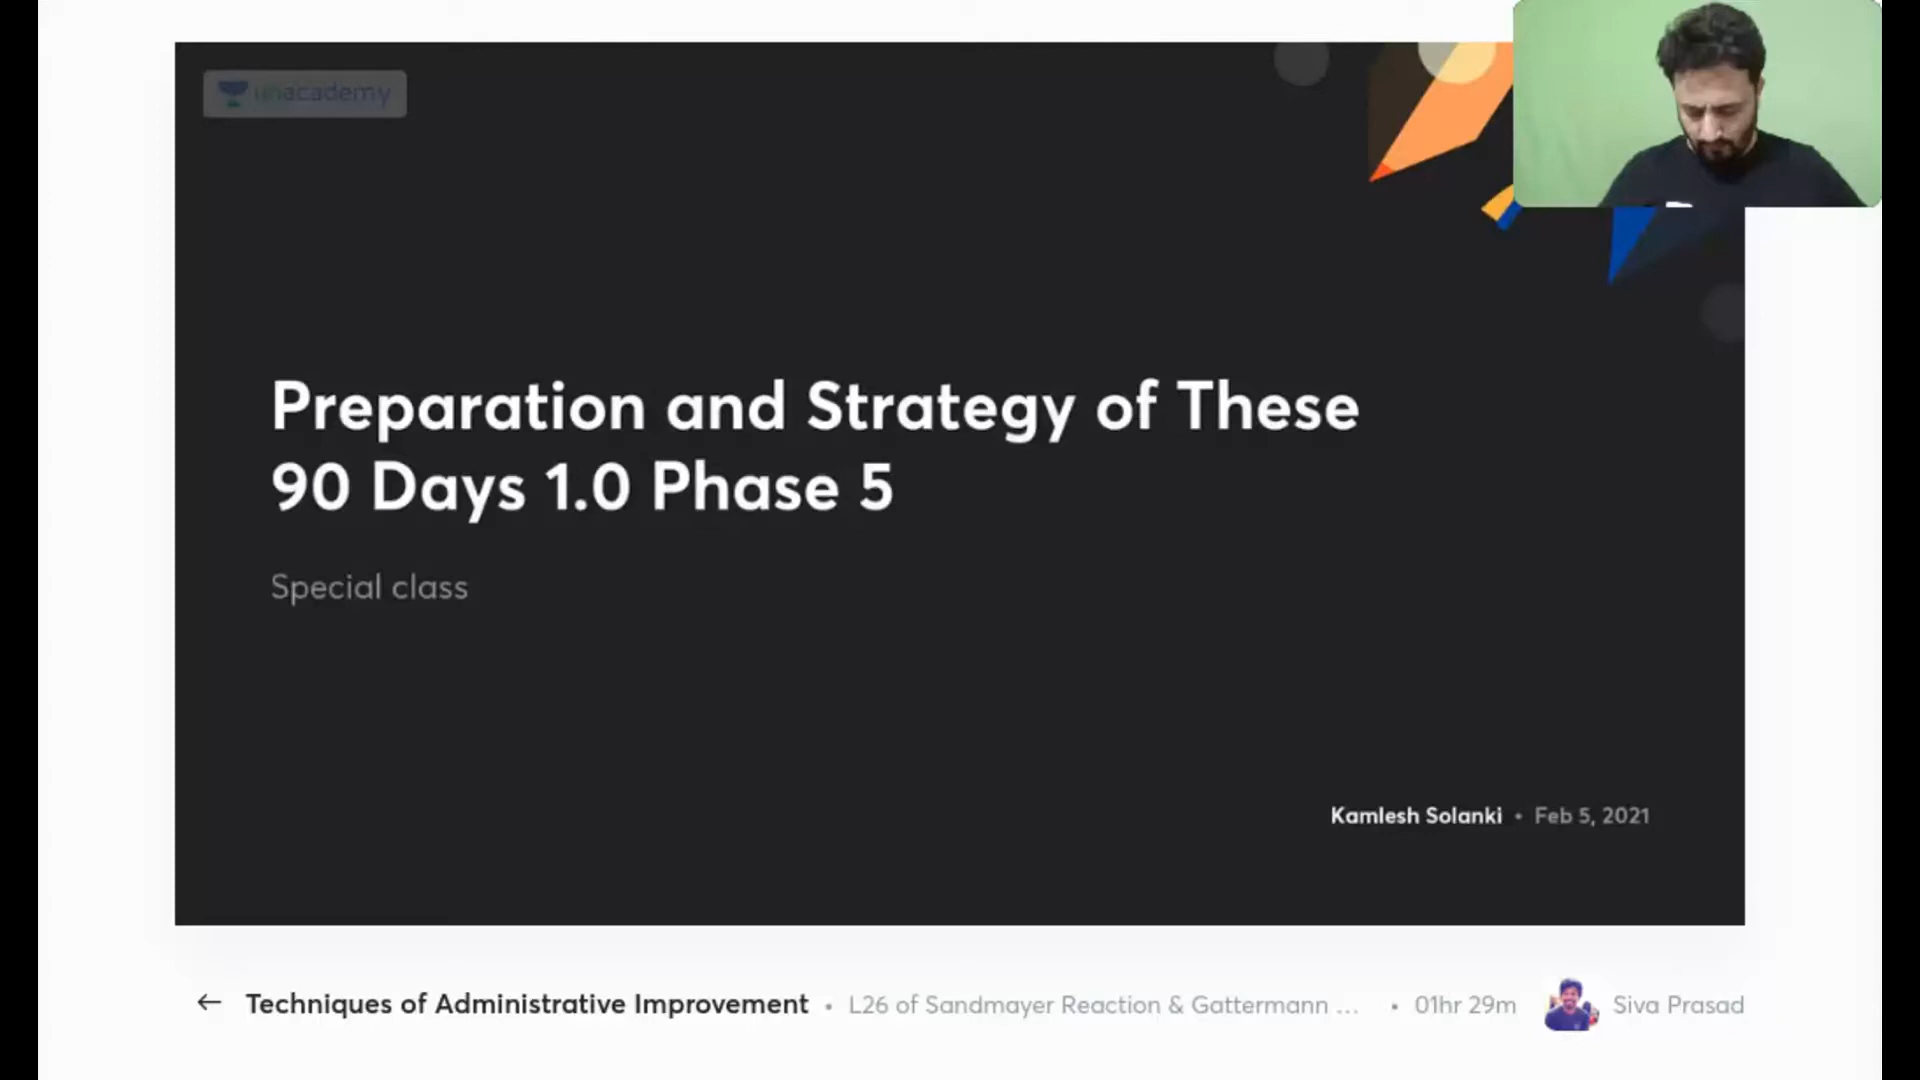 unacademy
Preparation and Strategy of These
90 Days 1.0 Phase 5
Special class
Kamlesh Solanki • Feb 5, 2021
← Techniques of Administrative Improvement • L26 of Sandmayer Reaction & Gattermann ... • 01hr 29m Siva Prasad